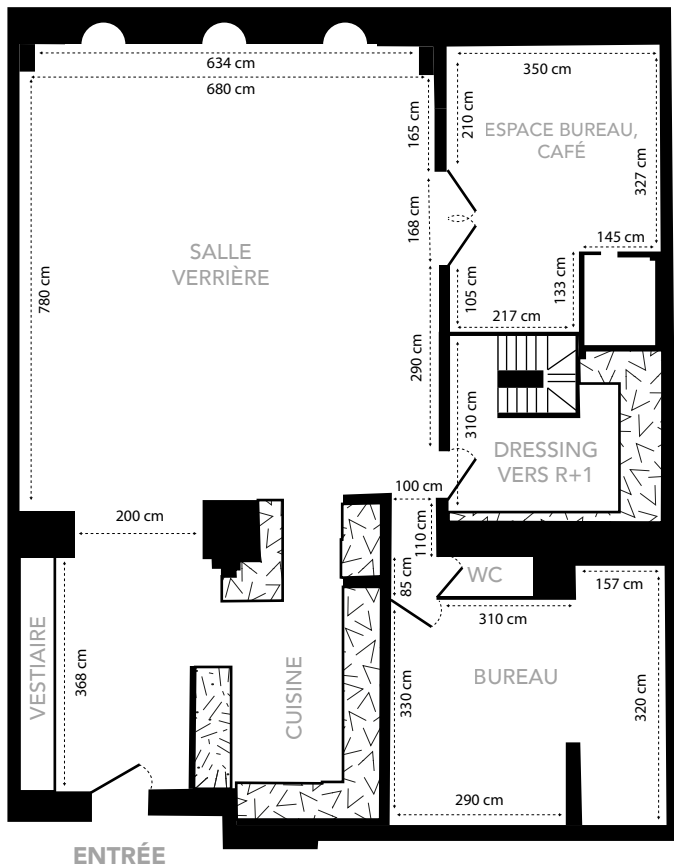 634 cm
680 cm
350 cm
165 cm
210 cm
ESPACE BUREAU,
CAFÉ
327 cm
168 cm
145 cm
SALLE
VERRIÈRE
780 cm
105 cm
133 cm
217 cm
290 cm
310 cm
DRESSING
VERS R+1
100 cm
200 cm
110 cm
85 cm
WC
157 cm
310 cm
VESTIAIRE
368 cm
CUISINE
330 cm
BUREAU
320 cm
290 cm
ENTRÉE